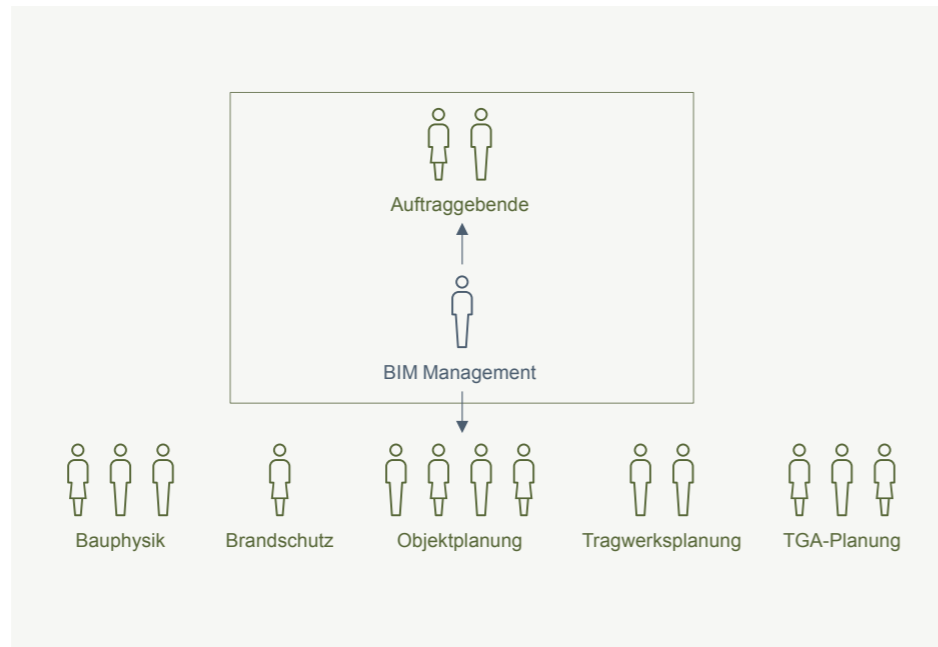 Auftraggebende
BIM Management
Bauphysik
Brandschutz
Objektplanung
Tragwerksplanung
TGA-Planung